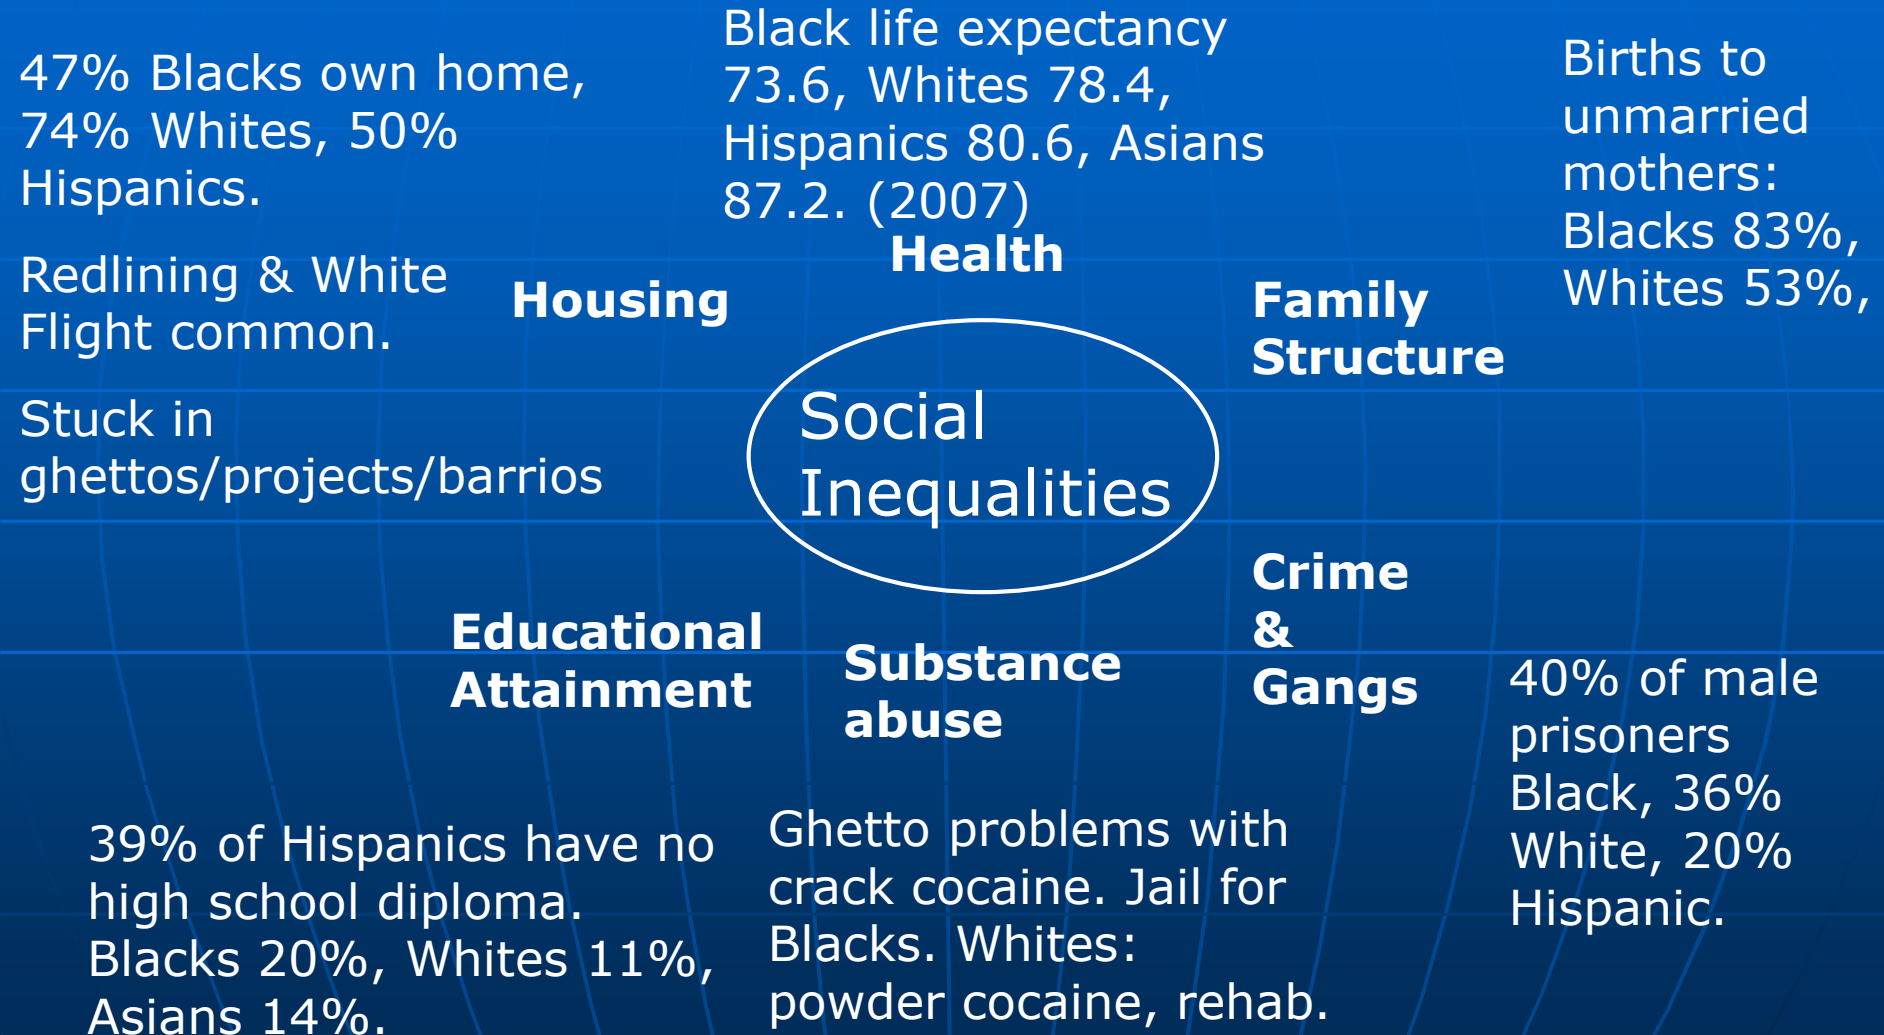 47% Blacks own home,
74% Whites, 50%
Hispanics.
Redlining & White
Flight common.
Stuck in
ghettos/projects/barrios
Housing
Black life expectancy
73.6, Whites 78.4,
Hispanics 80.6, Asians
87.2. (2007)
Health
Births to
unmarried
mothers:
Blacks 83%,
Whites 53%,
Family
Structure
Social
Inequalities
Educational
Attainment
39% of Hispanics have no
high school diploma.
Blacks 20%, Whites 11%,
Asians 14%.
Substance
abuse
Ghetto problems with
crack cocaine. Jail for
Blacks. Whites:
powder cocaine, rehab.
Crime
&
Gangs
40% of male
prisoners
Black, 36%
White, 20%
Hispanic.